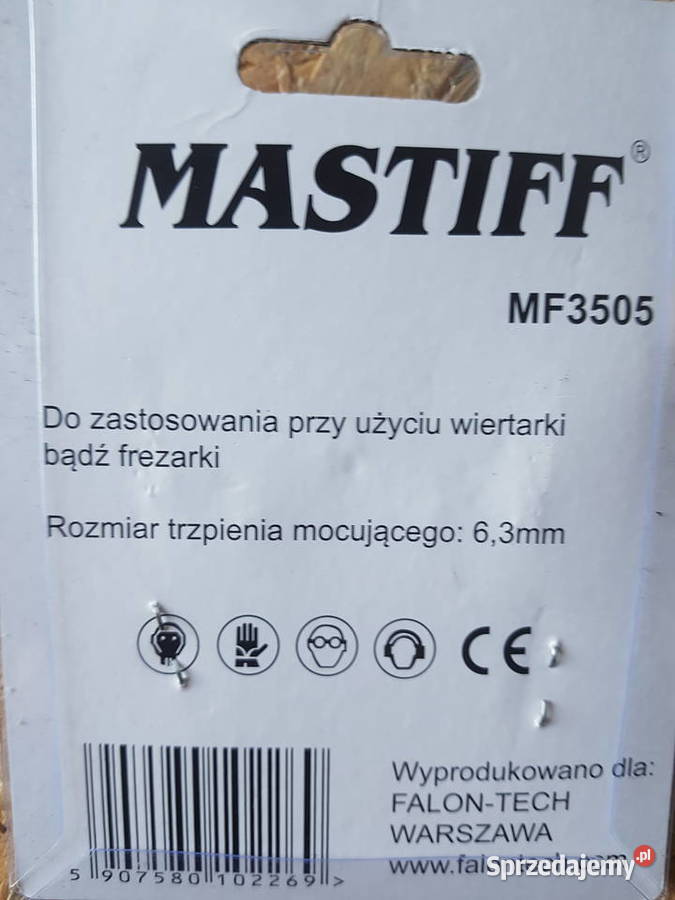 MASTIFF®
MF3505
Do zastosowania przy użyciu wiertarki
bądź frezarki
Rozmiar trzpienia mocującego: 6,3mm
CE
Wyprodukowano dla:
FALON-TECH
WARSZAWA
5 907580 102269 >
Sprzedajemy.pl